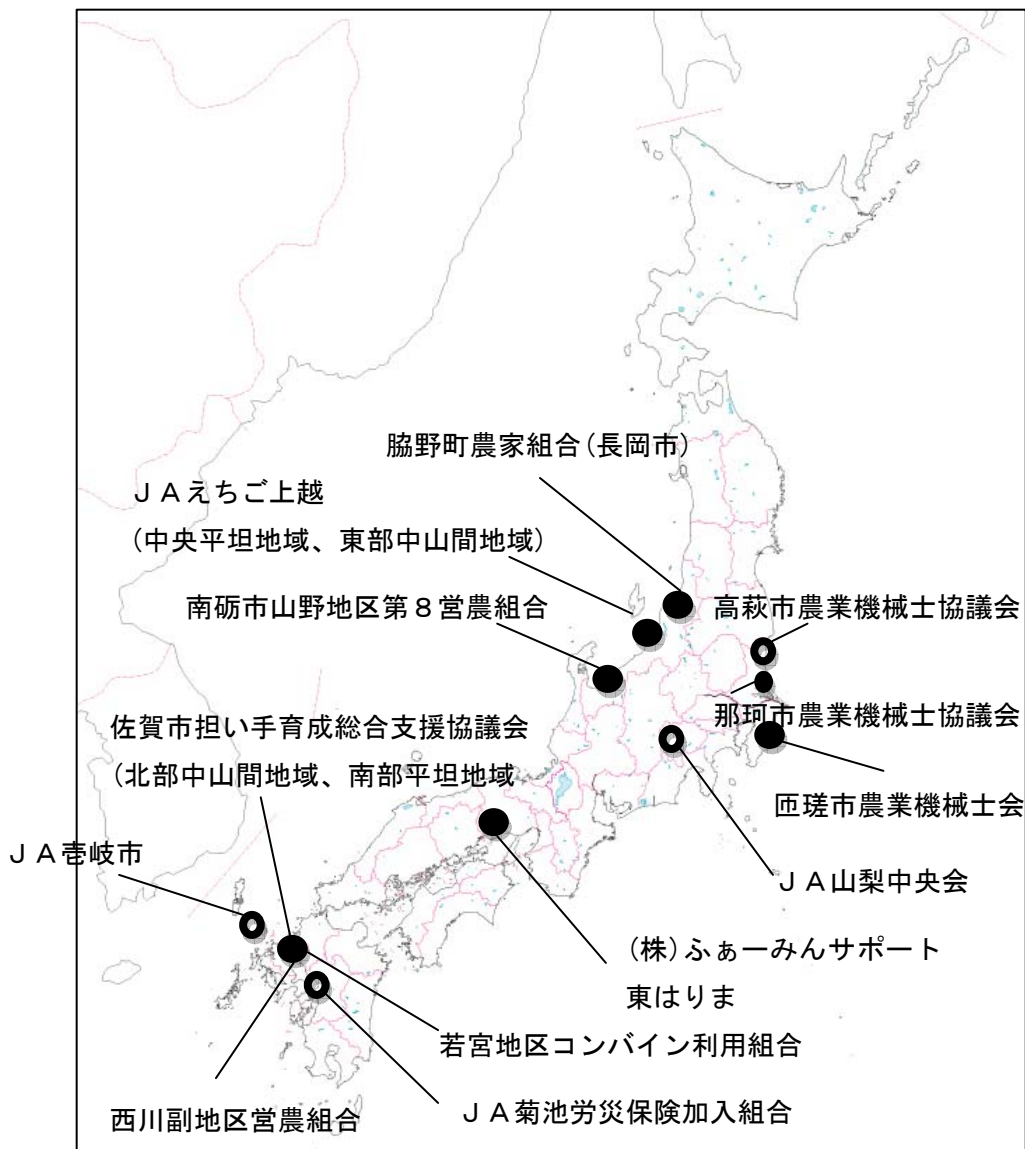 脇野町農家組合(長岡市)
ＪＡえちご上越
(中央平坦地域、東部中山間地域)
南砺市山野地区第８営農組合
高萩市農業機械士協議会
那珂市農業機械士協議会
佐賀市担い手育成総合支援協議会
(北部中山間地域、南部平坦地域
匝瑳市農業機械士会
ＪＡ壱岐市
ＪＡ山梨中央会
(株)ふぁーみんサポート
東はりま
若宮地区コンバイン利用組合
西川副地区営農組合
ＪＡ菊池労災保険加入組合